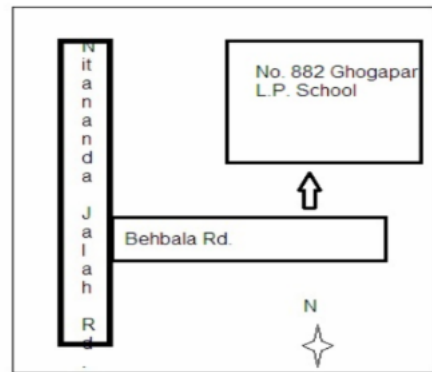 Nitananda Jalah Rd.
No. 882 Ghogapar
L.P. School
Behbala Rd.
N